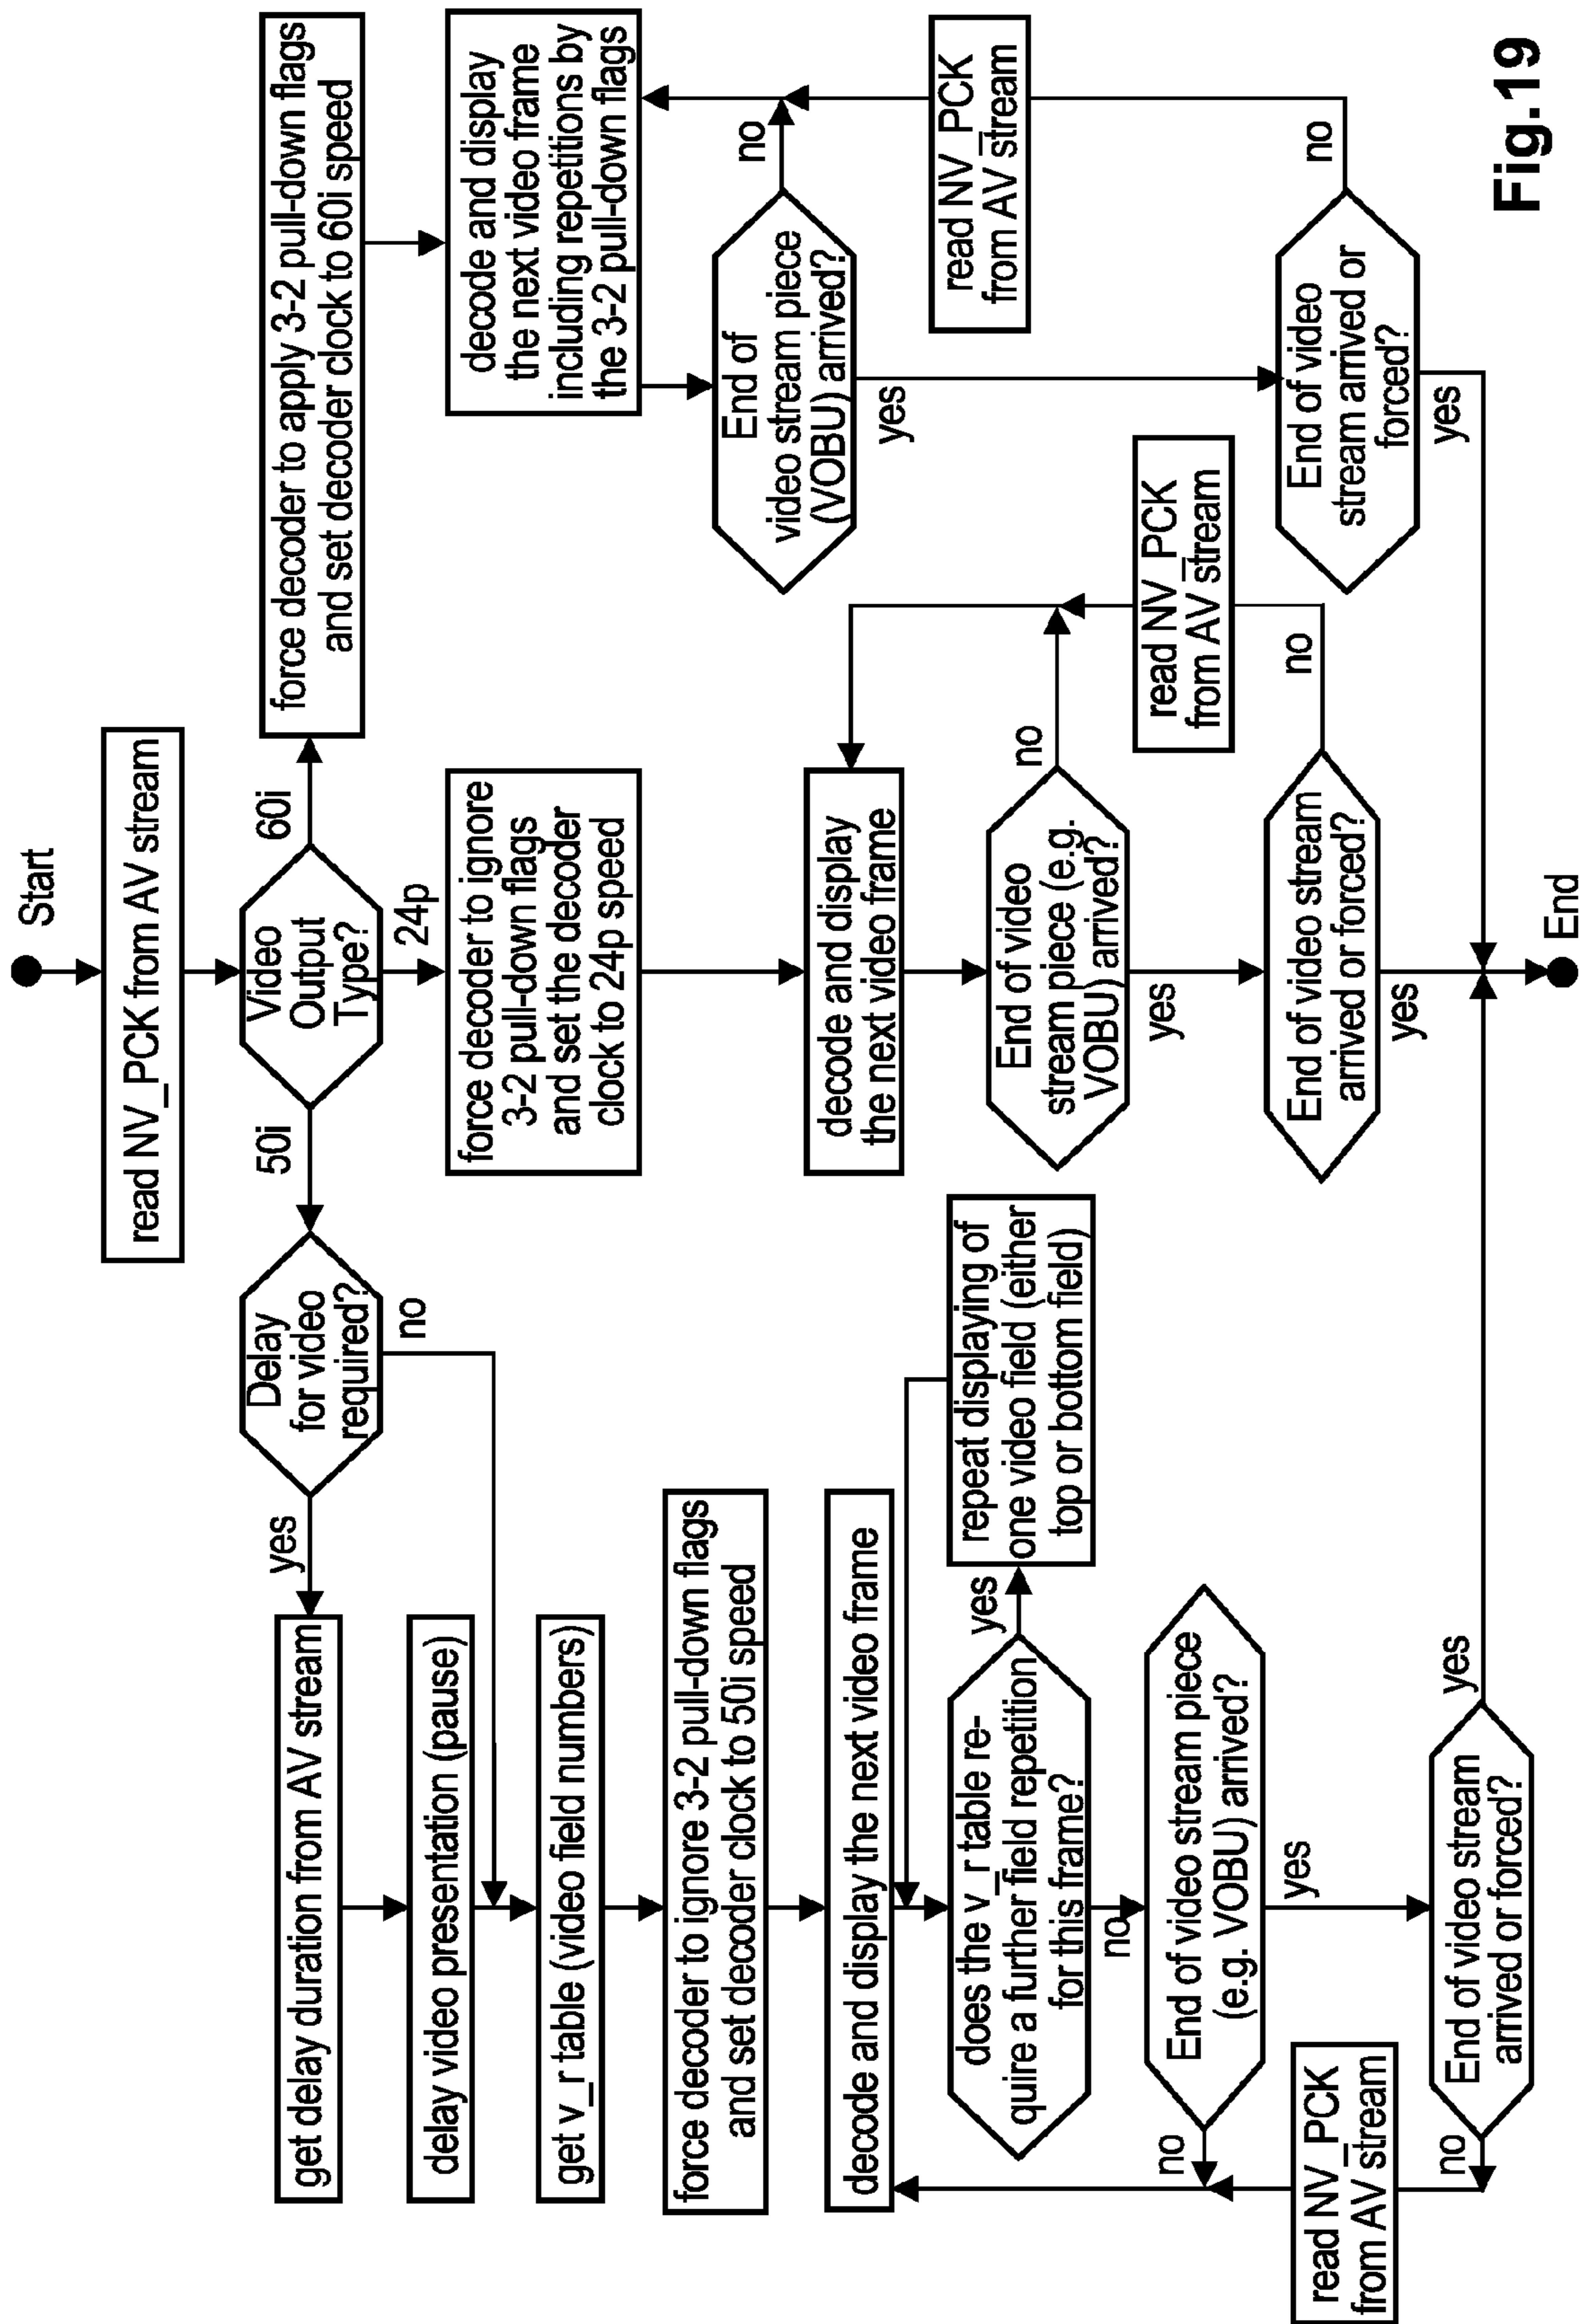 Start
read NV_PCK from AV stream
Video
Output
Type?
50i
60i
24p
Delay
for video
required?
yes
no
get delay duration from AV stream
delay video presentation (pause)
get v_r table (video field numbers)
force decoder to ignore 3-2 pull-down flags
and set decoder clock to 50i speed
decode and display the next video frame
does the v_r table re-
quire a further field repetition
for this frame?
yes
no
repeat displaying of
one video field (either
top or bottom field)
End of video stream piece
(e.g. VOBU) arrived?
no
yes
read NV_PCK
from AV stream
End of video stream
arrived or forced?
no
yes
force decoder to ignore
3-2 pull-down flags
and set the decoder
clock to 24p speed
decode and display
the next video frame
End of video
stream piece (e.g.
VOBU) arrived?
no
yes
read NV_PCK
from AV stream
End of video stream
arrived or forced?
no
yes
force decoder to apply 3-2 pull-down flags
and set decoder clock to 60i speed
decode and display
the next video frame
including repetitions by
the 3-2 pull-down flags
End of
video stream piece
(VOBU) arrived?
no
yes
read NV_PCK
from AV stream
End of video
stream arrived or
forced?
no
yes
End
Fig.19